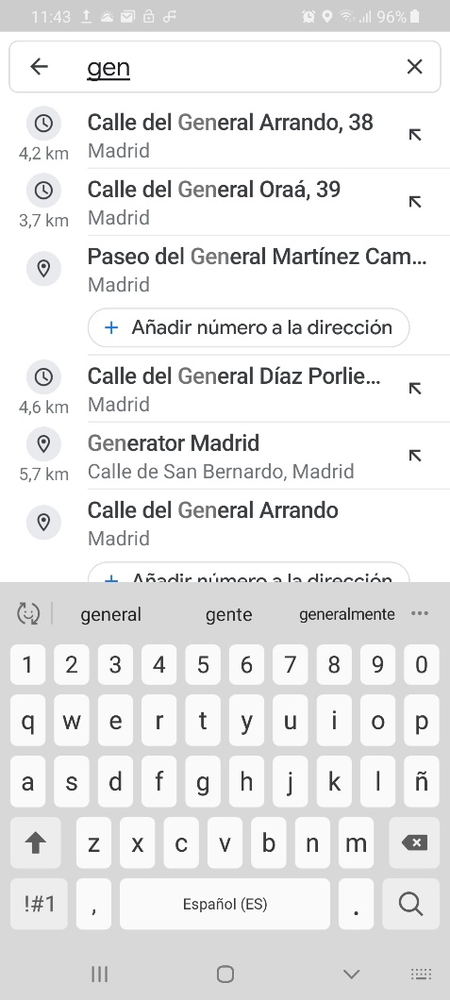 11:43 96%
gen
Calle del General Arrando, 38
4,2 km Madrid
Calle del General Oraá, 39
3,7 km Madrid
Paseo del General Martínez Cam...
Madrid
+ Añadir número a la dirección
Calle del General Díaz Porlie...
4,6 km Madrid
Generator Madrid
5,7 km Calle de San Bernardo, Madrid
Calle del General Arrando
Madrid
+ Añadir número a la dirección
general gente generalmente ...
1 2 3 4 5 6 7 8 9 0
q w e r t y u i o p
a s d f g h j k l ñ
z x c v b n m
!#1 , Español (ES) .